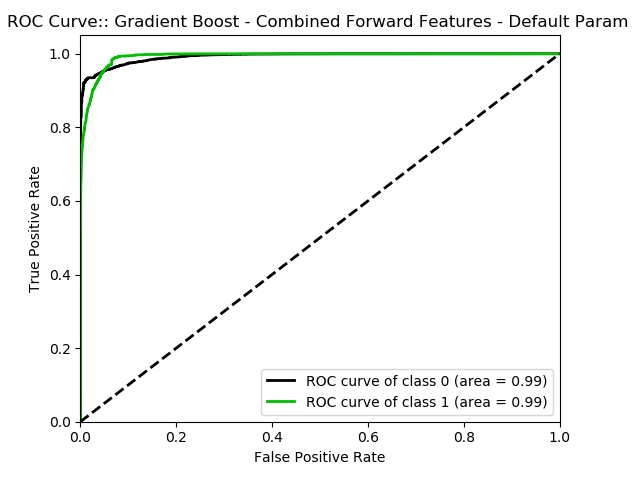 ROC Curve:: Gradient Boost - Combined Forward Features - Default Param
1.0
0.8
0.6
0.4
0.2
0.0
True Positive Rate
ROC curve of class 0 (area = 0.99)
ROC curve of class 1 (area = 0.99)
0.0 0.2 0.4 0.6 0.8 1.0
False Positive Rate